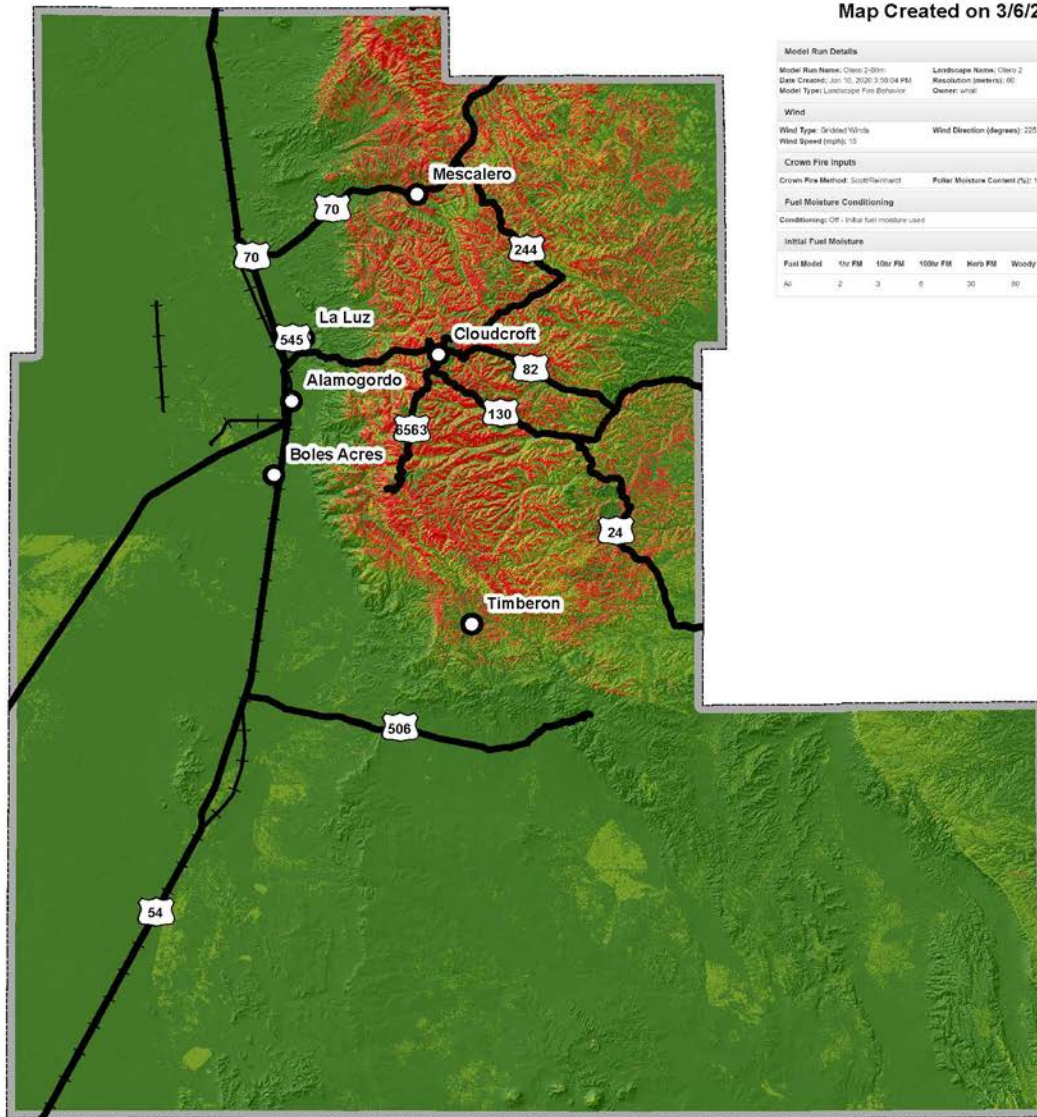 Map Created on 3/6/2
Model Run Details
Model Run Name: Otero 2-60m Landscape Name: Otero 2
Date Created: Jan 10, 2020 3:58:04 PM Resolution (meters): 60
Model Type: Landscape Fire Behavior Owner:
Wind
Wind Type: Gridded Winds Wind Direction (degrees): 225
Wind Speed (mph): 15
Crown Fire Inputs
Crown Fire Method: Scott/Reinhardt Foliar Moisture Content (%): 1
Fuel Moisture Conditioning
Conditioning: Off - Initial fuel moisture used
Initial Fuel Moisture
Fuel Model 1hr FM 10hr FM 100hr FM Herb FM Woody
All 2 3 6 30 60
Mescalero
70
70
244
La Luz
545
Cloudcroft
82
Alamogordo
130
6563
Boles Acres
24
Timberon
506
54